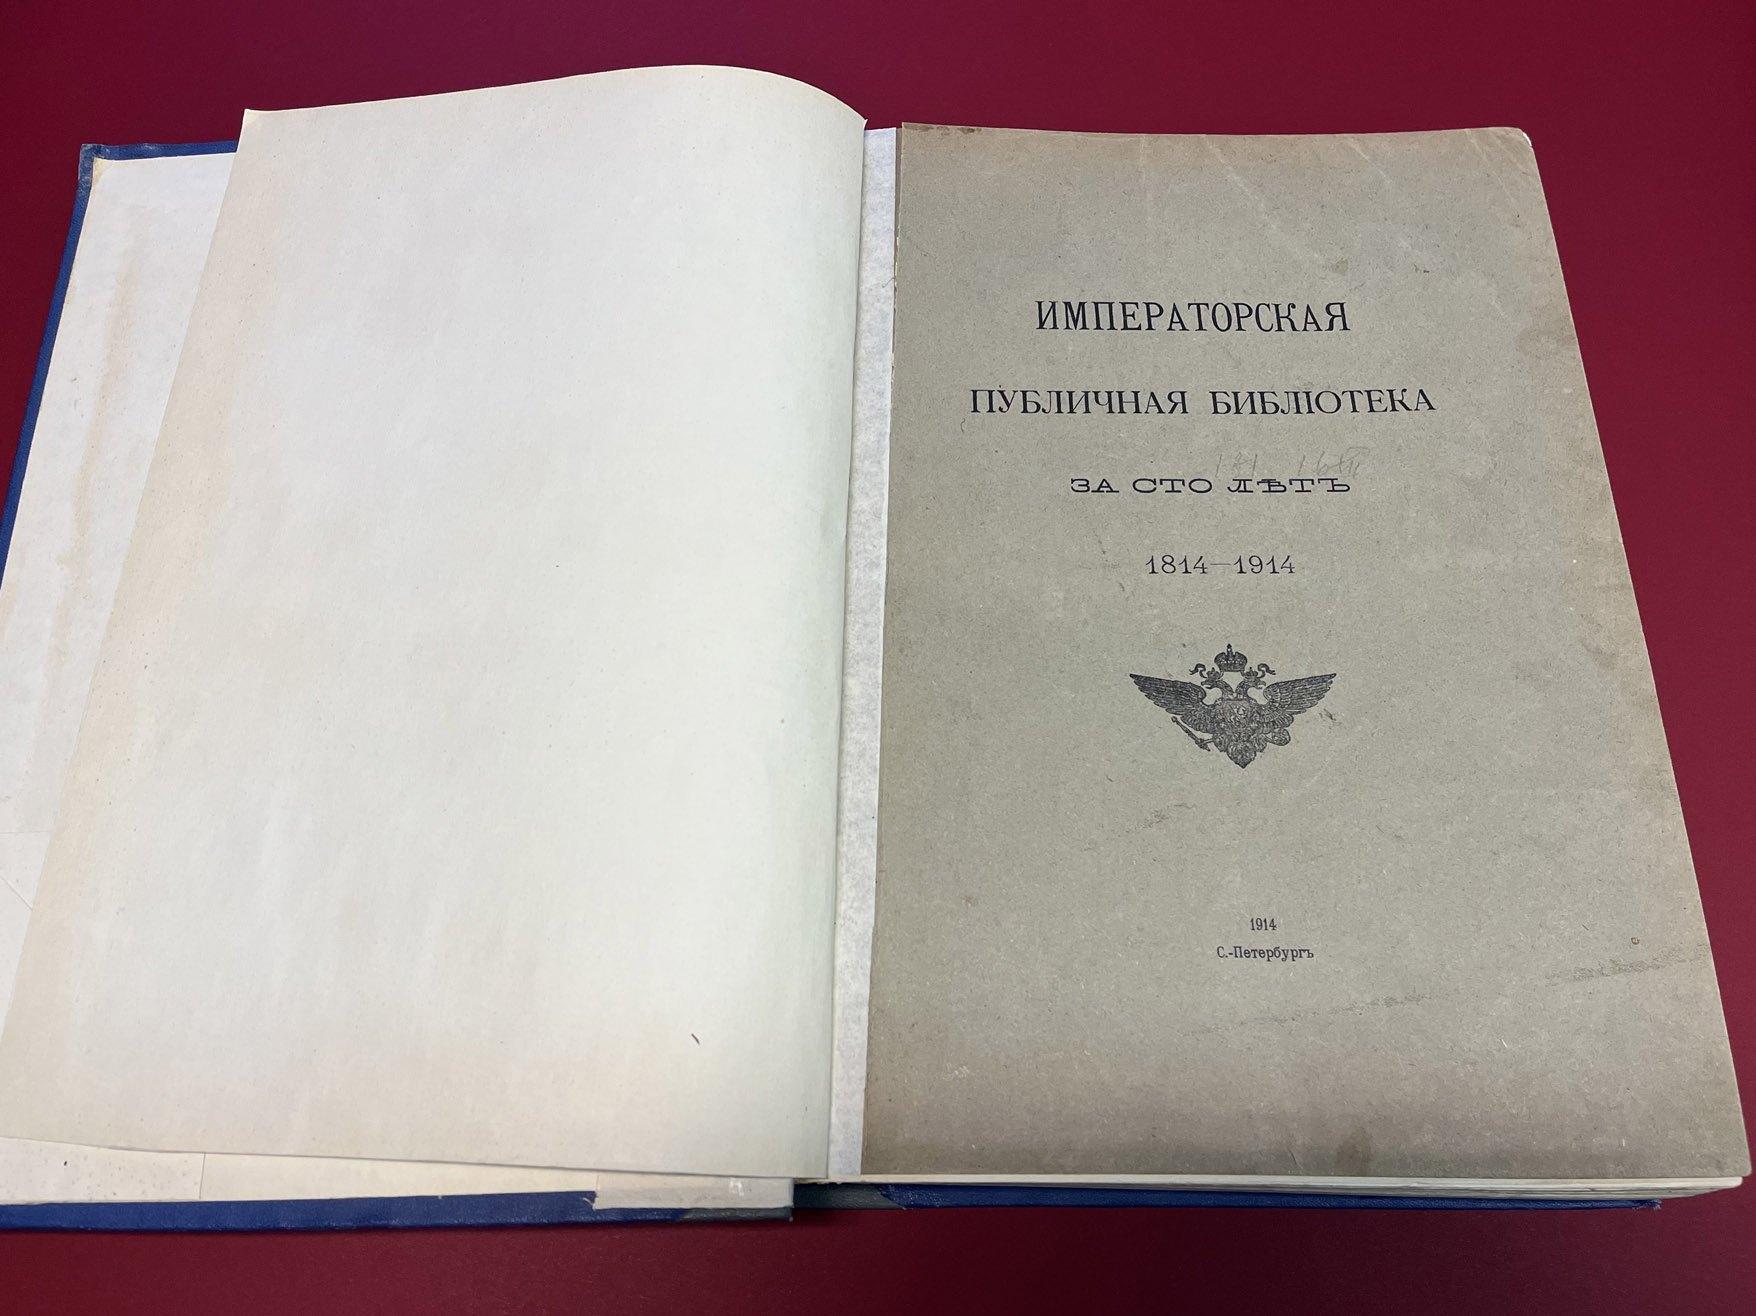 ИМПЕРАТОРСКАЯ
ПУБЛИЧНАЯ БИБЛІОТЕКА
ЗА СТО ЛѢТЪ
1814—1914
1914
С.-Петербургъ